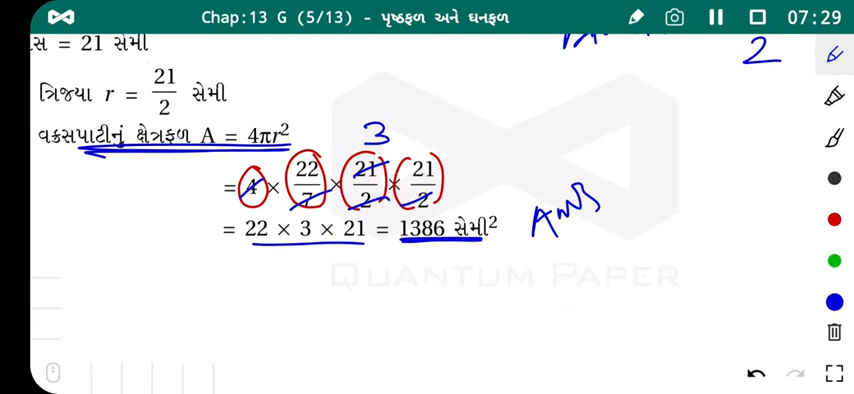 Chap:13 G (5/13) - પૃષ્ઠફળ અને ઘનફળ 07:29
સ = 21 સેમી
2
ત્રિજ્યા r = 21/2 સેમી
વક્રસપાટીનું ક્ષેત્રફળ A = 4πr²
3
= 4 × 22/7 × 21/2 × 21/2
= 22 × 3 × 21 = 1386 સેમી² Ans
QUANTUM PAPER